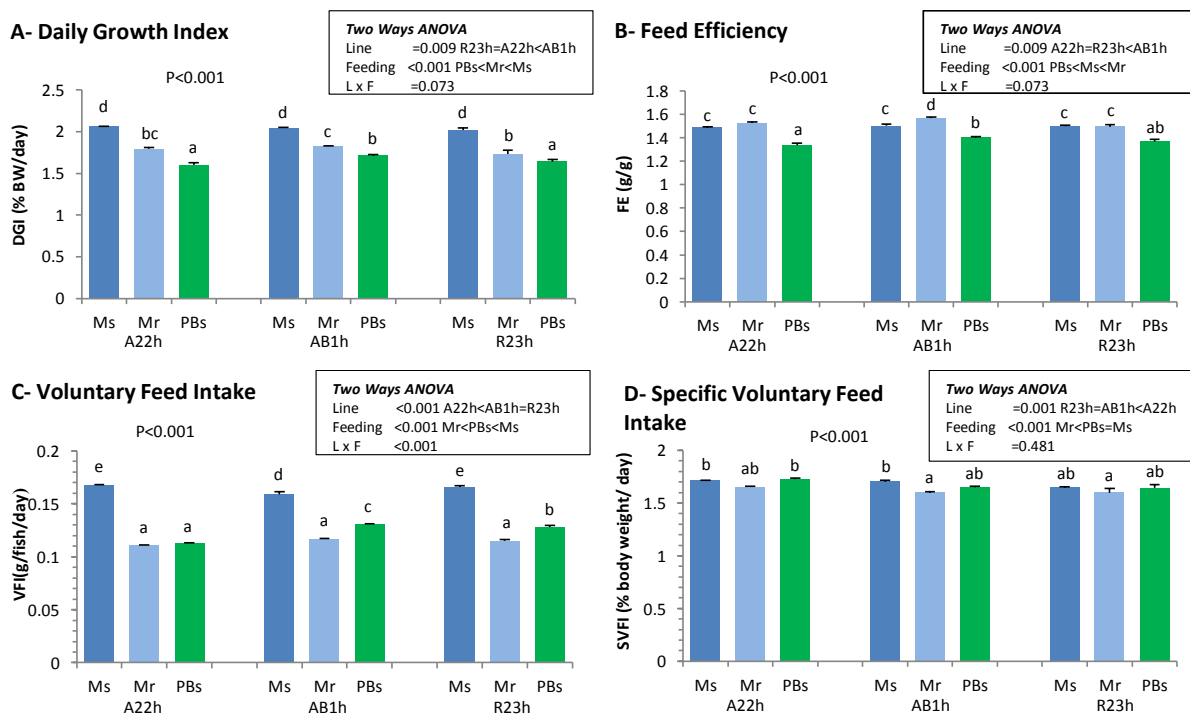 A- Daily Growth Index
Two Ways ANOVA
Line =0.009 R23h=A22h<AB1h
Feeding <0.001 PBs<Mr<Ms
L x F =0.073
P<0.001
DGI (% BW/day)
2.5
2
1.5
1
0.5
0
d bc a d c b d b a
Ms Mr PBs Ms Mr PBs Ms Mr PBs
A22h AB1h R23h
B- Feed Efficiency
Two Ways ANOVA
Line =0.009 A22h=R23h<AB1h
Feeding <0.001 PBs<Ms<Mr
L x F =0.073
P<0.001
FE (g/g)
1.8
1.6
1.4
1.2
1
0.8
0.6
0.4
0.2
0
c c a c d b c c ab
Ms Mr PBs Ms Mr PBs Ms Mr PBs
A22h AB1h R23h
C- Voluntary Feed Intake
Two Ways ANOVA
Line <0.001 A22h<AB1h=R23h
Feeding <0.001 Mr<PBs<Ms
L x F <0.001
P<0.001
VFI(g/fish/day)
0.2
0.15
0.1
0.05
0
e a a d a c e a b
Ms Mr PBs Ms Mr PBs Ms Mr PBs
A22h AB1h R23h
D- Specific Voluntary Feed
Intake
Two Ways ANOVA
Line =0.001 R23h=AB1h<A22h
Feeding <0.001 Mr<PBs=Ms
L x F =0.481
P<0.001
SVFI (% body weight/ day)
2
1.5
1
0.5
0
b ab b b a ab ab a ab
Ms Mr PBs Ms Mr PBs Ms Mr PBs
A22h AB1h R23h